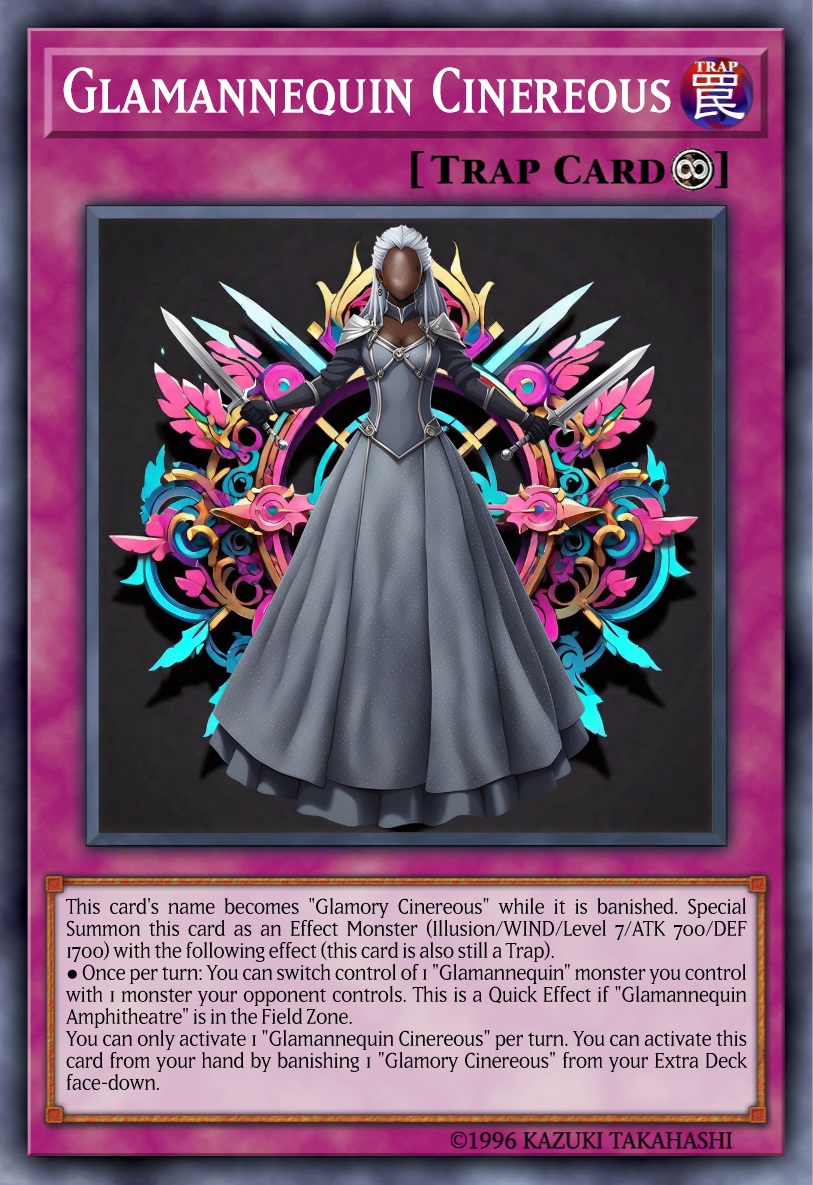 GLAMANNEQUIN CINEREOUS
TRAP
罠
[TRAP CARD∞]
This card's name becomes "Glamory Cinereous" while it is banished. Special
Summon this card as an Effect Monster (Illusion/WIND/Level 7/ATK 700/DEF
1700) with the following effect (this card is also still a Trap).
● Once per turn: You can switch control of 1 "Glamannequin" monster you control
with 1 monster your opponent controls. This is a Quick Effect if "Glamannequin
Amphitheatre" is in the Field Zone.
You can only activate 1 "Glamannequin Cinereous" per turn. You can activate this
card from your hand by banishing 1 "Glamory Cinereous" from your Extra Deck
face-down.
©1996 KAZUKI TAKAHASHI